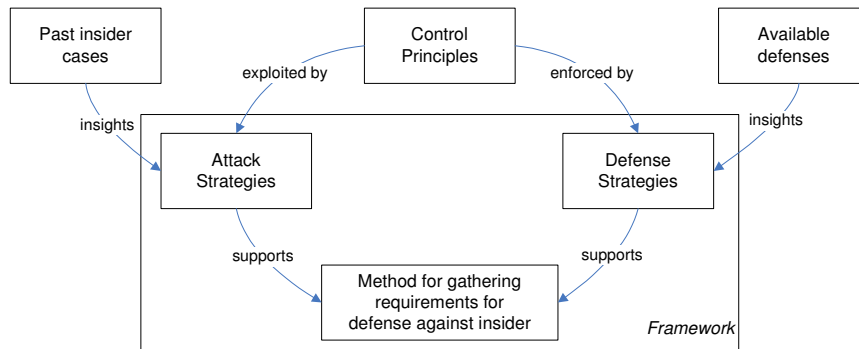 Past insider
cases
Control
Principles
Available
defenses
exploited by
enforced by
insights
insights
Attack
Strategies
Defense
Strategies
supports
supports
Method for gathering
requirements for
defense against insider
Framework